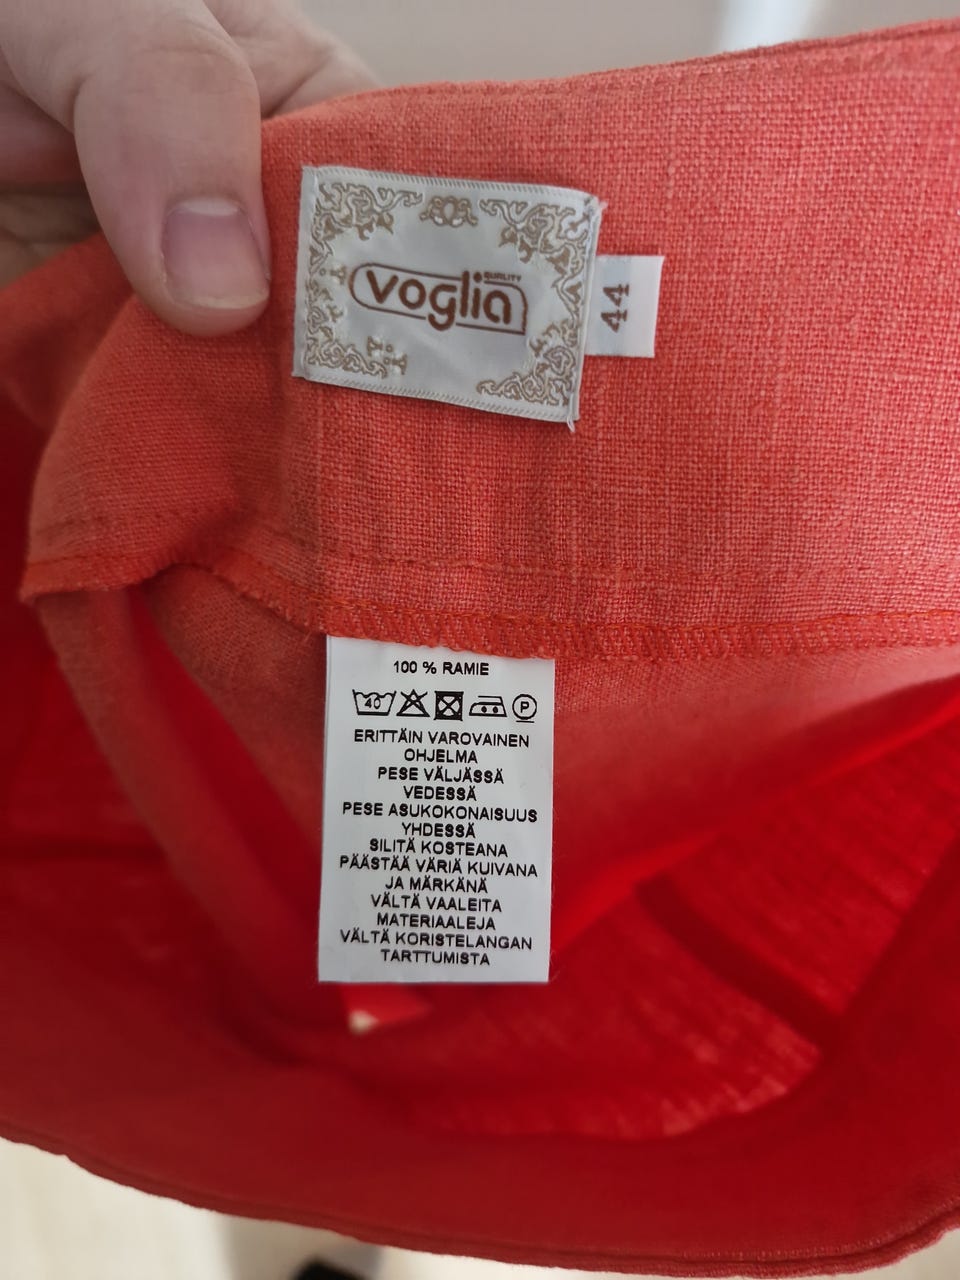 QUALITY
voglia
44
100 % RAMIE
40 P
ERITTÄIN VAROVAINEN
OHJELMA
PESE VÄLJÄSSÄ
VEDESSÄ
PESE ASUKOKONAISUUS
YHDESSÄ
SILITÄ KOSTEANA
PÄÄSTÄÄ VÄRIÄ KUIVANA
JA MÄRKÄNÄ
VÄLTÄ VAALEITA
MATERIAALEJA
VÄLTÄ KORISTELANGAN
TARTTUMISTA